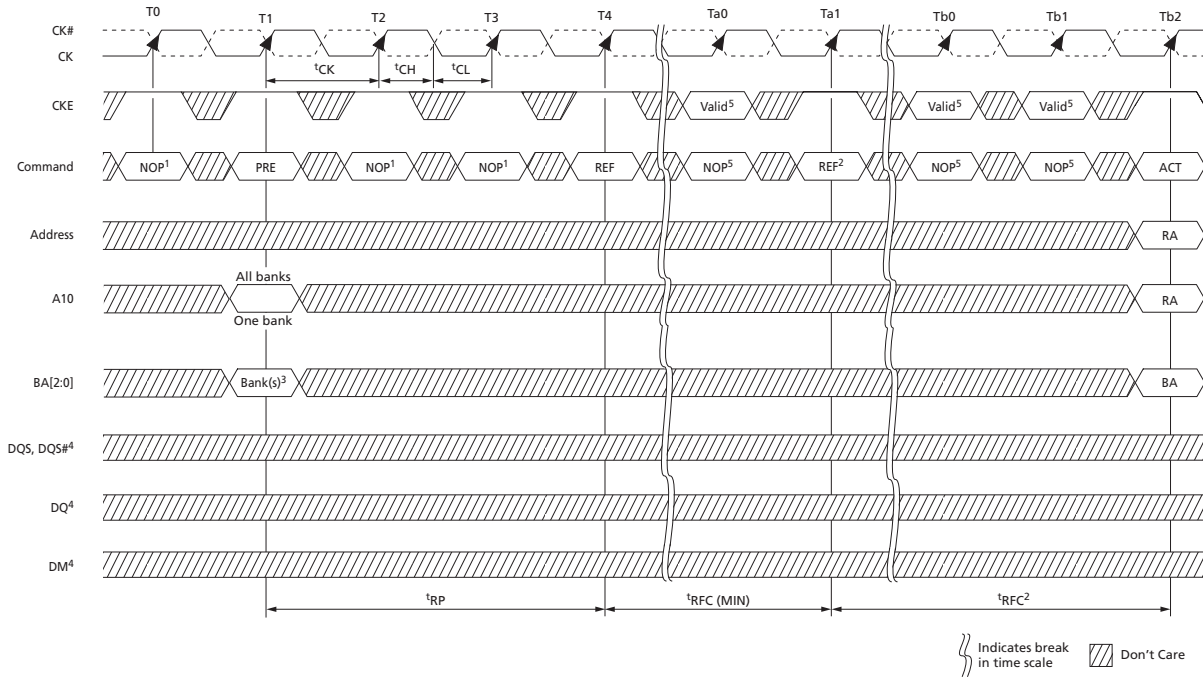 T0 T1 T2 T3 T4 Ta0 Ta1 Tb0 Tb1 Tb2
CK#
CK
tCK tCH tCL
CKE Valid5 Valid5 Valid5
Command NOP1 PRE NOP1 NOP1 REF NOP5 REF2 NOP5 NOP5 ACT
Address RA
All banks
A10 RA
One bank
BA[2:0] Bank(s)3 BA
DQS, DQS#4
DQ4
DM4
tRP tRFC (MIN) tRFC2
Indicates break
in time scale
Don't Care